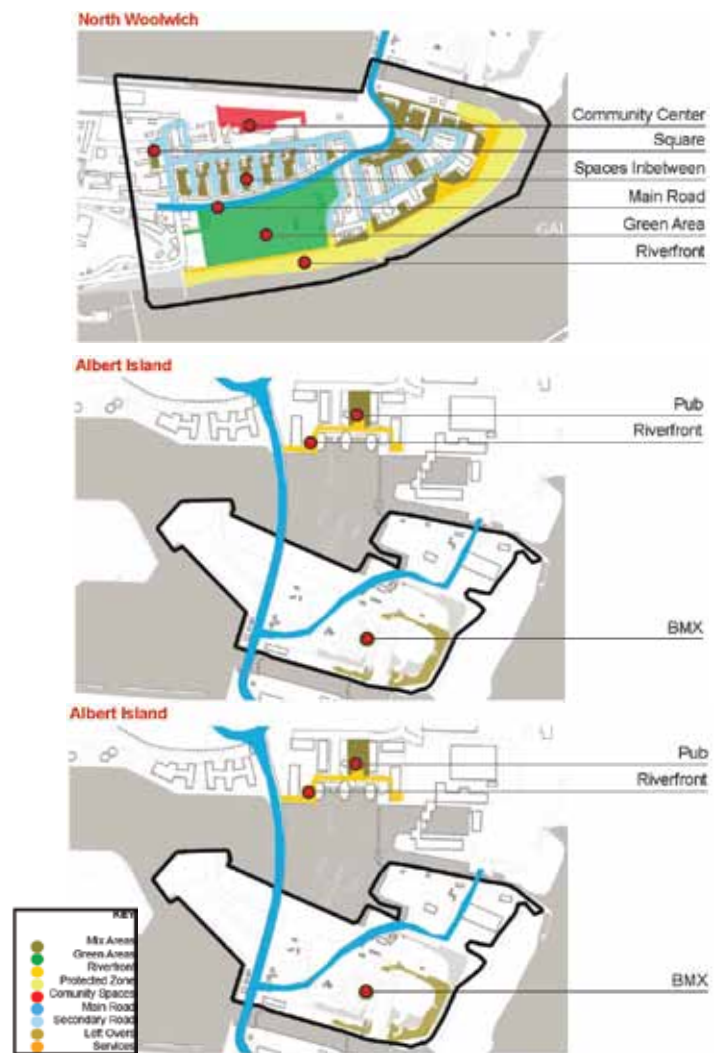 North Woolwich
Community Center
Square
Spaces Inbetween
Main Road
Green Area
Riverfront
GAL
Albert Island
Pub
Riverfront
BMX
Albert Island
Pub
Riverfront
BMX
KEY
Mix Areas
Green Areas
Riverfront
Protected Zone
Comunity Spaces
Main Road
Secondary Road
Left Overs
Services